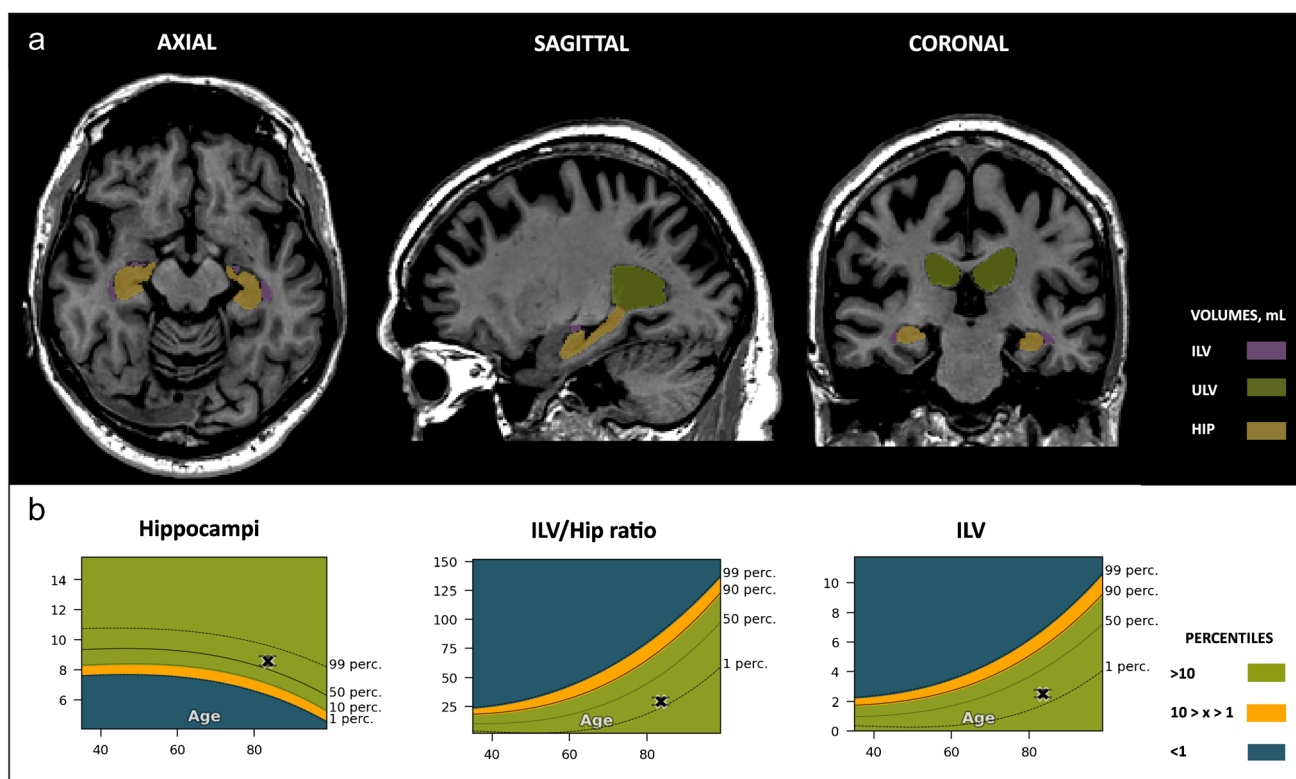 a
AXIAL
SAGITTAL
CORONAL
VOLUMES, mL
ILV
ULV
HIP
b
Hippocampi
14
12
10
8
6
99 perc.
50 perc.
10 perc.
1 perc.
Age
40
60
80
ILV/Hip ratio
150
125
100
75
50
25
99 perc.
90 perc.
50 perc.
1 perc.
Age
40
60
80
ILV
10
8
6
4
2
0
99 perc.
90 perc.
50 perc.
1 perc.
Age
40
60
80
PERCENTILES
>10
10 > x > 1
<1